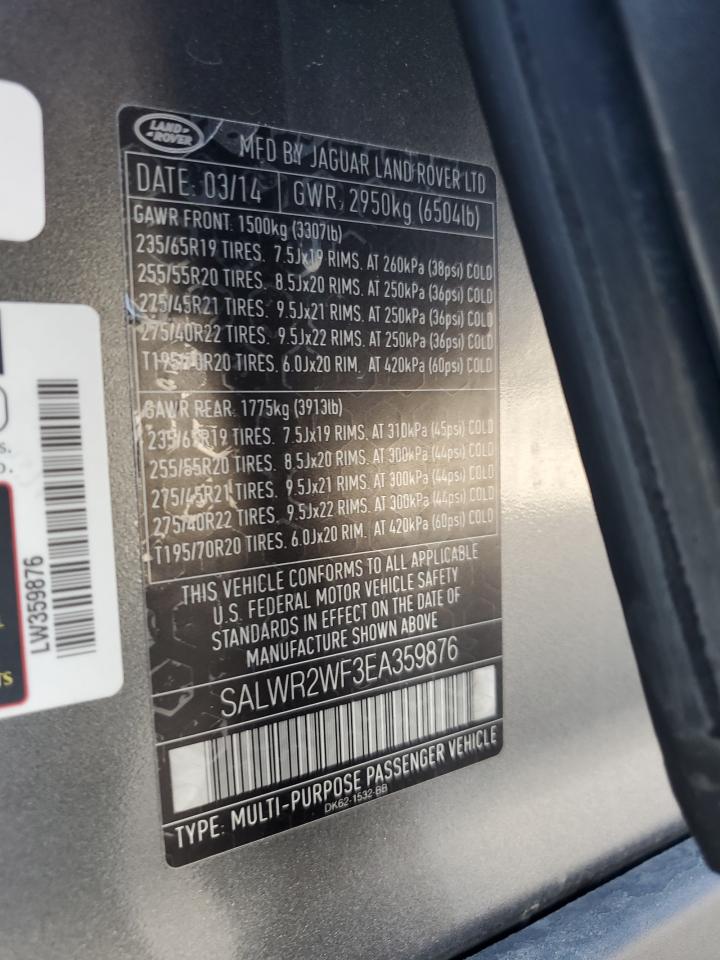 LAND ROVER
MFD BY JAGUAR LAND ROVER LTD
DATE: 03/14 GWR: 2950kg (6504lb)
GAWR FRONT: 1500kg (3307lb)
235/65R19 TIRES. 7.5Jx19 RIMS. AT 260kPa (38psi) COLD
255/55R20 TIRES. 8.5Jx20 RIMS. AT 250kPa (36psi) COLD
275/45R21 TIRES. 9.5Jx21 RIMS. AT 250kPa (36psi) COLD
275/40R22 TIRES. 9.5Jx22 RIMS. AT 250kPa (36psi) COLD
T195/70R20 TIRES. 6.0Jx20 RIM. AT 420kPa (60psi) COLD
GAWR REAR: 1775kg (3913lb)
235/65R19 TIRES. 7.5Jx19 RIMS. AT 310kPa (45psi) COLD
255/55R20 TIRES. 8.5Jx20 RIMS. AT 300kPa (44psi) COLD
275/45R21 TIRES. 9.5Jx21 RIMS. AT 300kPa (44psi) COLD
275/40R22 TIRES. 9.5Jx22 RIMS. AT 300kPa (44psi) COLD
T195/70R20 TIRES. 6.0Jx20 RIM. AT 420kPa (60psi) COLD
THIS VEHICLE CONFORMS TO ALL APPLICABLE
U.S. FEDERAL MOTOR VEHICLE SAFETY
STANDARDS IN EFFECT ON THE DATE OF
MANUFACTURE SHOWN ABOVE
SALWR2WF3EA359876
TYPE: MULTI-PURPOSE PASSENGER VEHICLE
DK62-1532-BB
LW359876